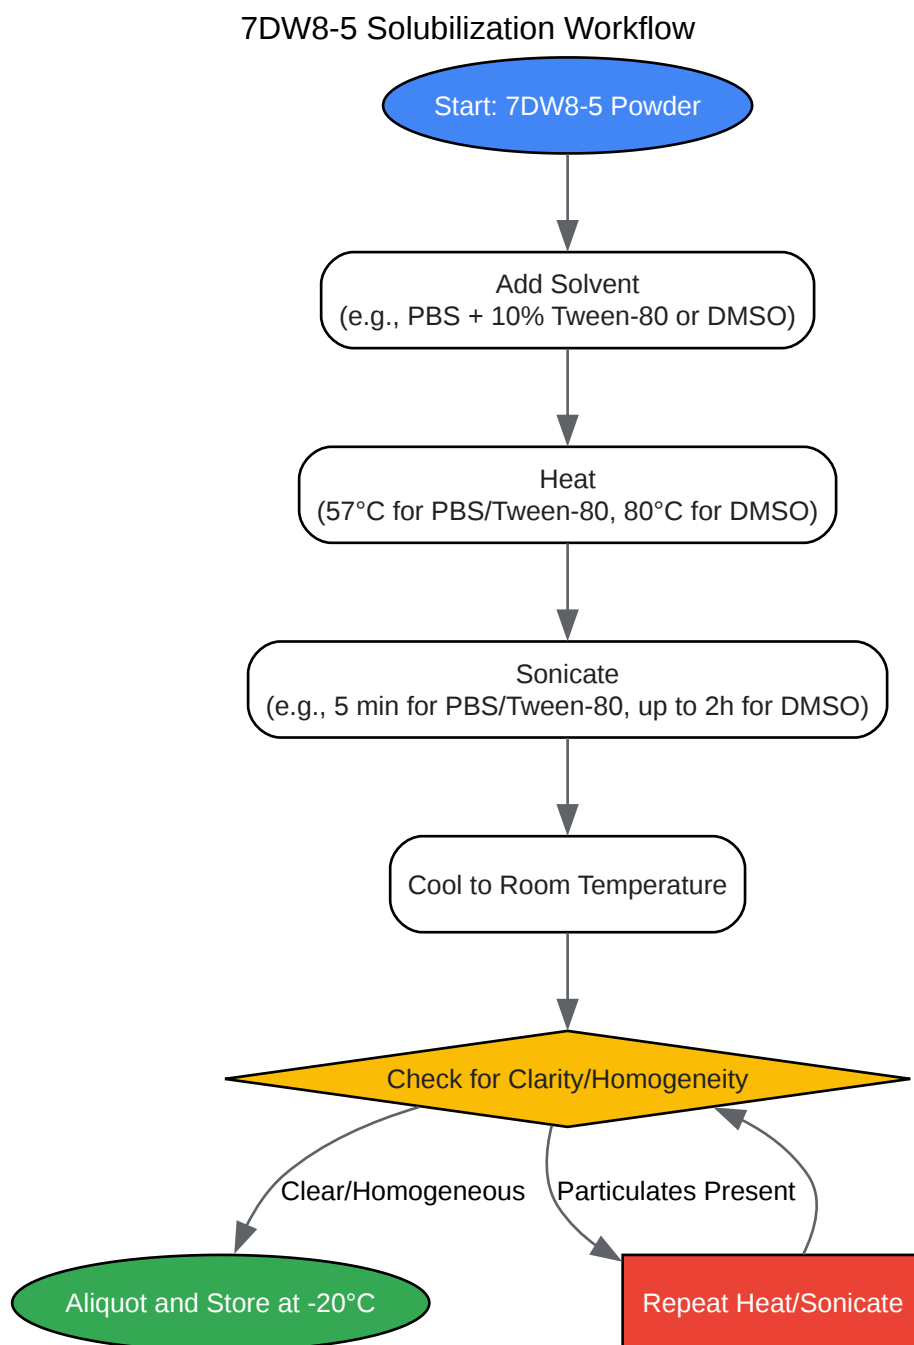 7DW8-5 Solubilization Workflow
Start: 7DW8-5 Powder
Add Solvent
(e.g., PBS + 10% Tween-80 or DMSO)
Heat
(57°C for PBS/Tween-80, 80°C for DMSO)
Sonicate
(e.g., 5 min for PBS/Tween-80, up to 2h for DMSO)
Cool to Room Temperature
Check for Clarity/Homogeneity
Clear/Homogeneous
Particulates Present
Aliquot and Store at -20°C
Repeat Heat/Sonicate